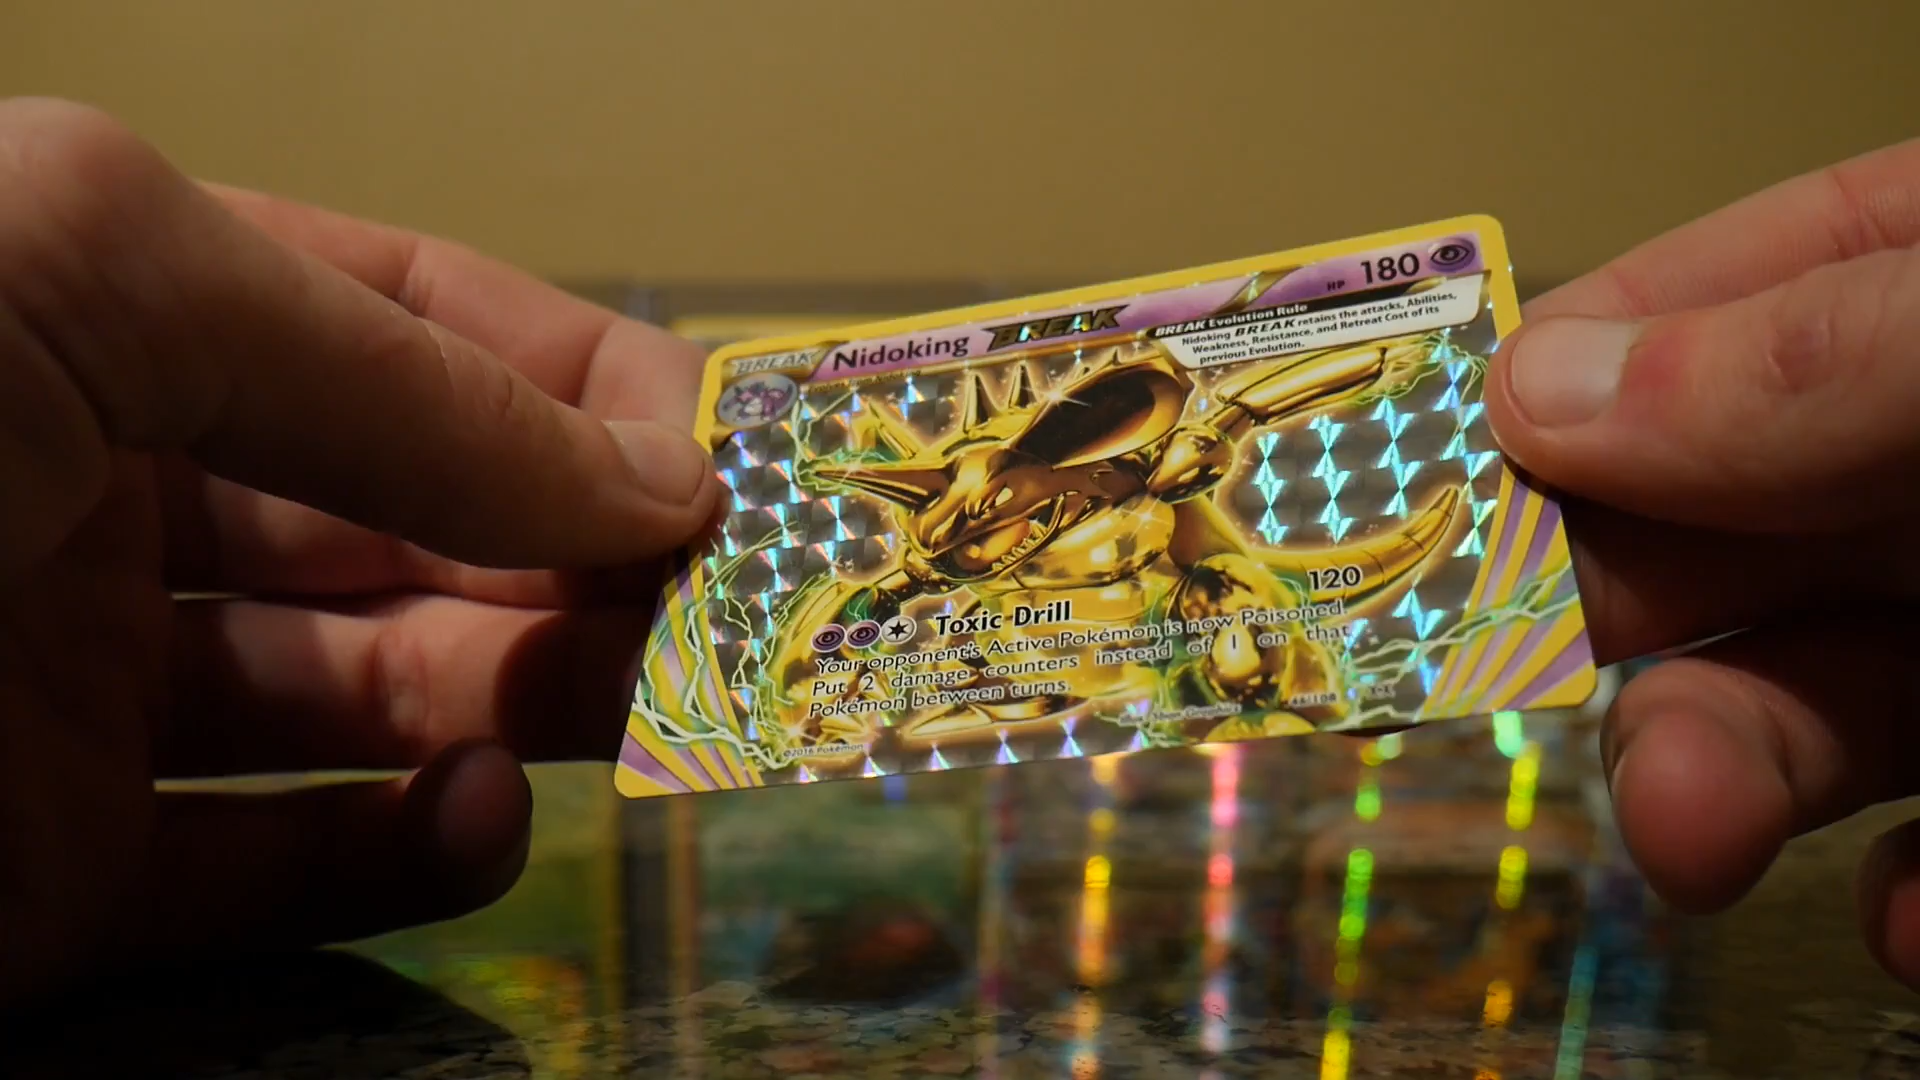 BREAK Nidoking BREAK HP 180
BREAK Evolution Rule
Nidoking BREAK retains the attacks, Abilities,
Weakness, Resistance, and Retreat Cost of its
previous Evolution.
Toxic Drill 120
Your opponent's Active Pokémon is now Poisoned.
Put 2 damage counters instead of 1 on that
Pokémon between turns.
©2016 Pokémon